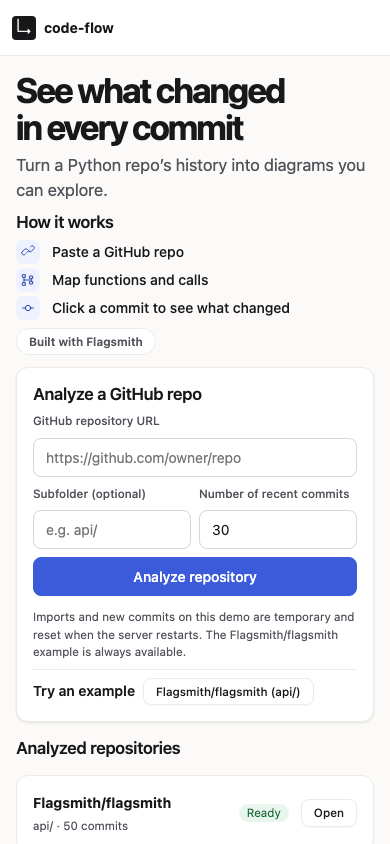 code-flow
See what changed
in every commit
Turn a Python repo’s history into diagrams you
can explore.
How it works
Paste a GitHub repo
Map functions and calls
Click a commit to see what changed
Built with Flagsmith
Analyze a GitHub repo
GitHub repository URL
https://github.com/owner/repo
Subfolder (optional) Number of recent commits
e.g. api/ 30
Analyze repository
Imports and new commits on this demo are temporary and
reset when the server restarts. The Flagsmith/flagsmith
example is always available.
Try an example Flagsmith/flagsmith (api/)
Analyzed repositories
Flagsmith/flagsmith Ready Open
api/ · 50 commits